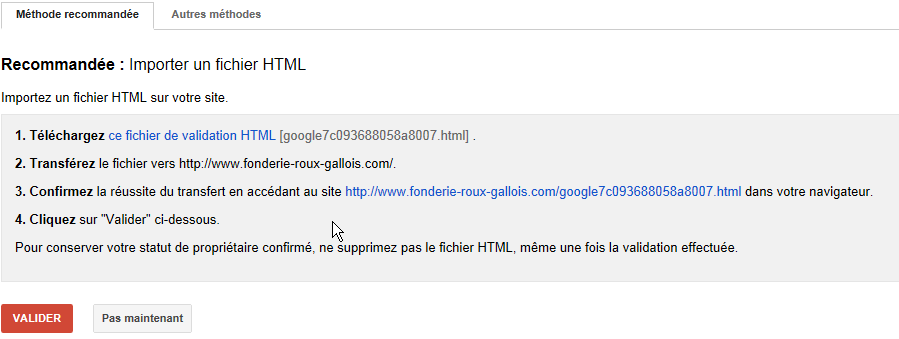 Méthode recommandée Autres méthodes
Recommandée : Importer un fichier HTML
Importez un fichier HTML sur votre site.
1. Téléchargez ce fichier de validation HTML [google7c093688058a8007.html] .
2. Transférez le fichier vers http://www.fonderie-roux-gallois.com/.
3. Confirmez la réussite du transfert en accédant au site http://www.fonderie-roux-gallois.com/google7c093688058a8007.html dans votre navigateur.
4. Cliquez sur "Valider" ci-dessous.
Pour conserver votre statut de propriétaire confirmé, ne supprimez pas le fichier HTML, même une fois la validation effectuée.
VALIDER Pas maintenant